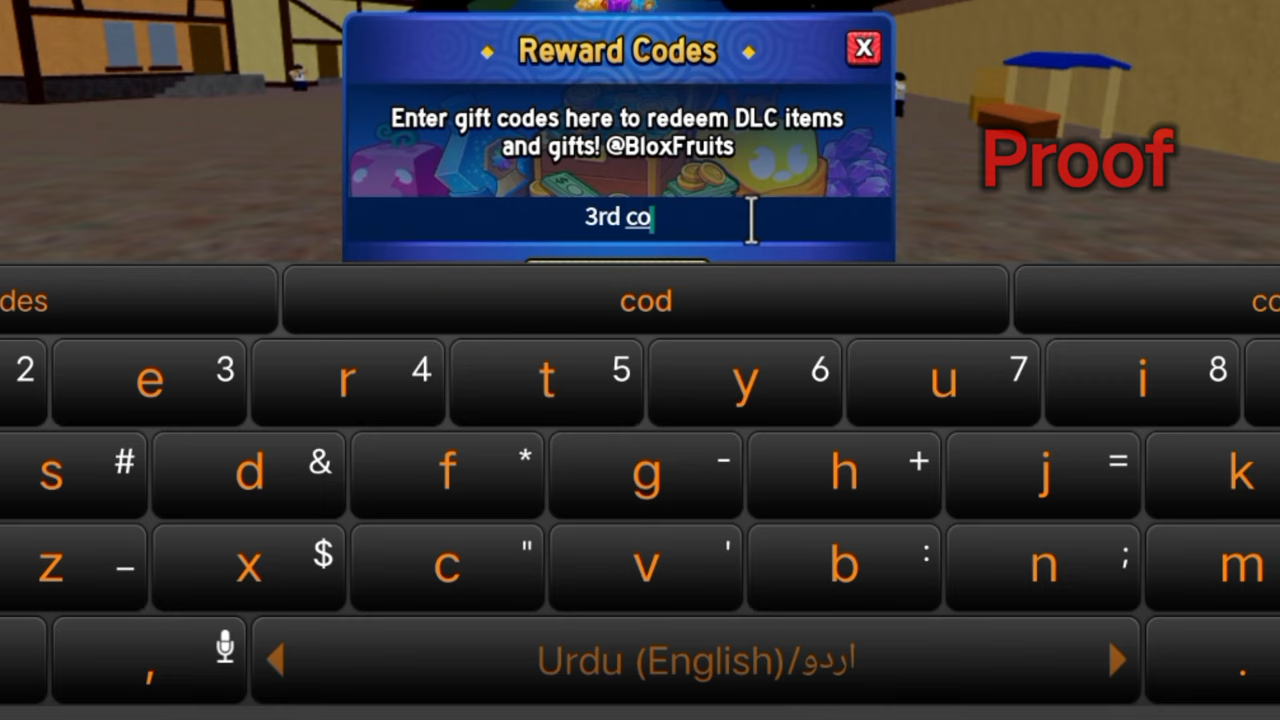 Reward Codes
X
Enter gift codes here to redeem DLC items
and gifts! @BloxFruits
Proof
3rd co
des cod co
2 e 3 r 4 t 5 y 6 u 7 i 8
s # d & f * g - h + j = k
z _ x $ c " v ' b : n ; m
, Urdu (English)/اردو .